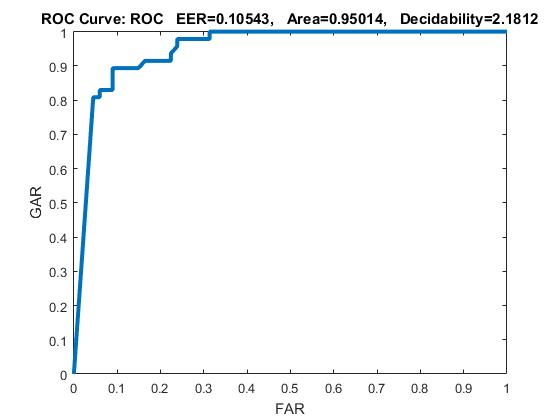 ROC Curve: ROC EER=0.10543, Area=0.95014, Decidability=2.1812
1
0.9
0.8
0.7
0.6
0.5
0.4
0.3
0.2
0.1
0
GAR
0 0.1 0.2 0.3 0.4 0.5 0.6 0.7 0.8 0.9 1
FAR